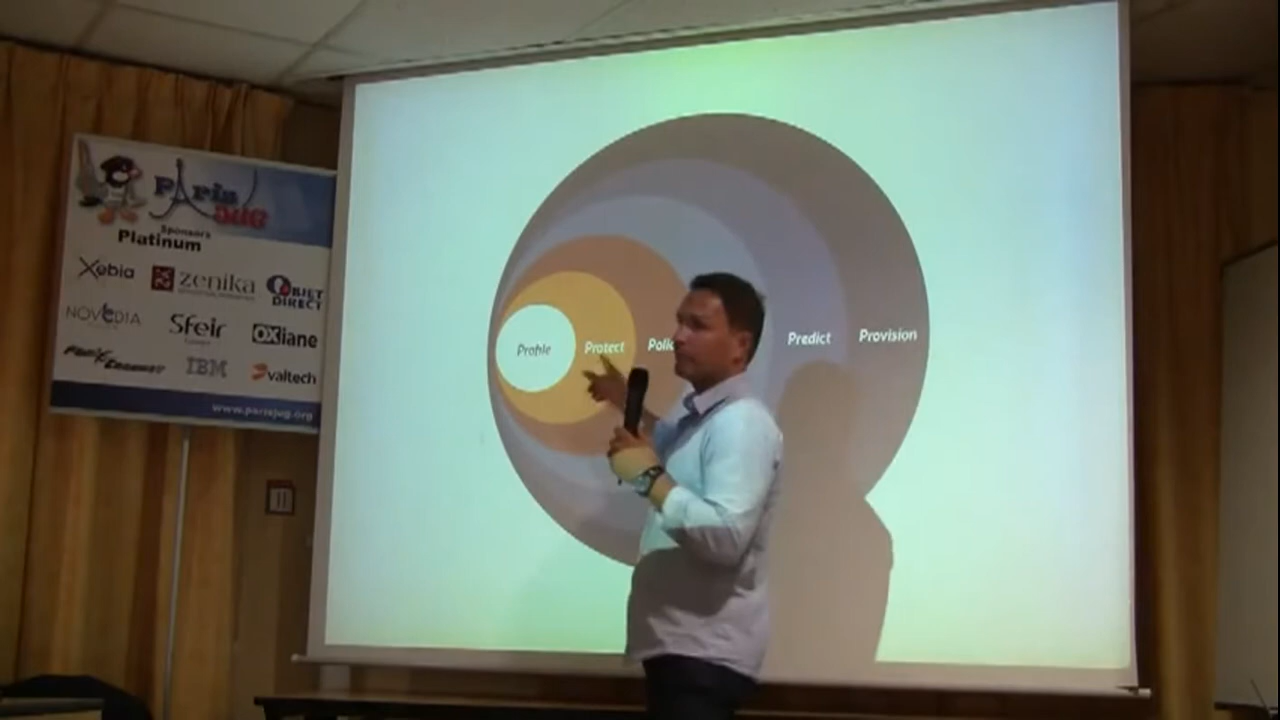 Paris
JUG
Sponsors
Platinum
Xebia
zenika
OBJET
DIRECT
NOVEDIA
Sfeir
OXiane
IBM
valtech
www.parisjug.org
Profile
Protect
Polic
Predict
Provision